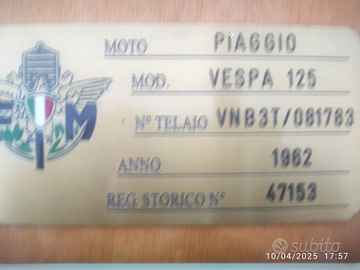 MOTO PIAGGIO
MOD. VESPA 125
N° TELAIO VNB3T/081783
ANNO 1962
REG. STORICO N° 47153
FM
subito
10/04/2025 17:57